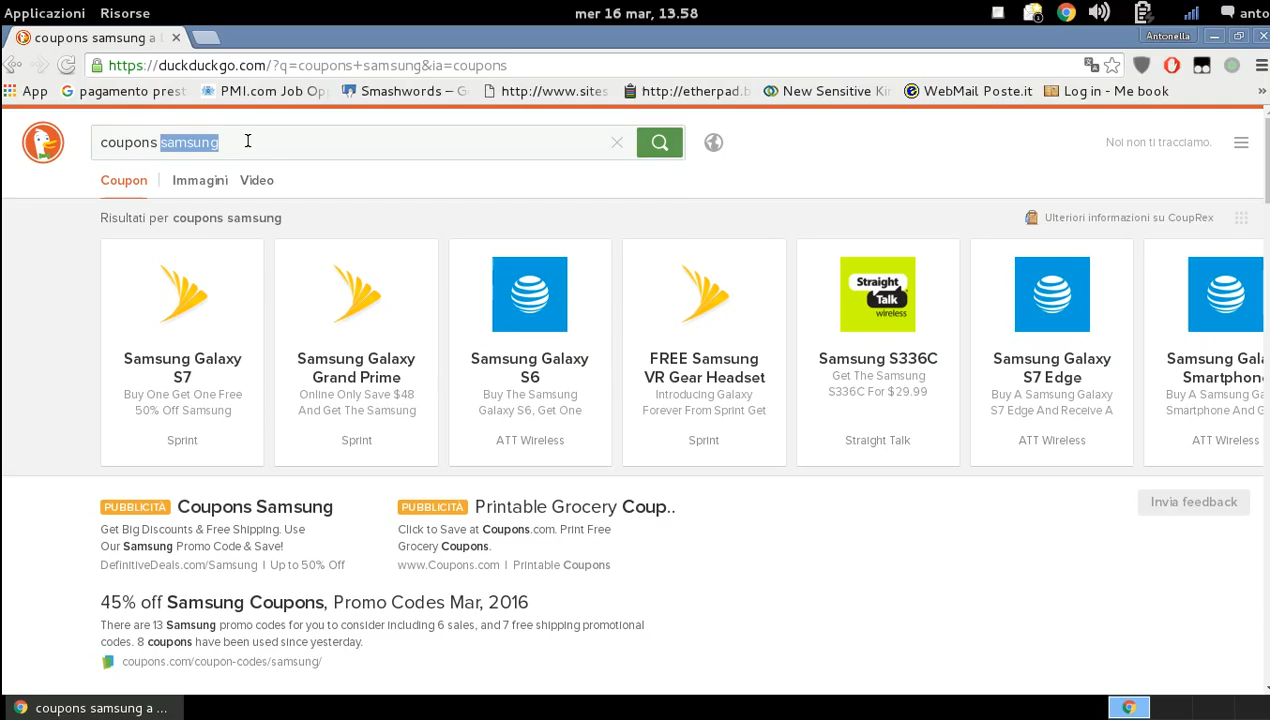 Applicazioni Risorse mer 16 mar, 13.58 anto
coupons samsung a Antonella
https://duckduckgo.com/?q=coupons+samsung&ia=coupons
App pagamento prest PMI.com Job Op Smashwords – G http://www.sites http://etherpad.b New Sensitive Ki WebMail Poste.it Log in - Me book »
coupons samsung Noi non ti tracciamo.
Coupon Immagini Video
Risultati per coupons samsung Ulteriori informazioni su CoupRex
Samsung Galaxy S7
Buy One Get One Free
50% Off Samsung
Sprint
Samsung Galaxy
Grand Prime
Online Only Save $48
And Get The Samsung
Sprint
Samsung Galaxy
S6
Buy The Samsung
Galaxy S6, Get One
ATT Wireless
FREE Samsung
VR Gear Headset
Introducing Galaxy
Forever From Sprint Get
Sprint
Straight
Talk
wireless
Samsung S336C
Get The Samsung
S336C For $29.99
Straight Talk
Samsung Galaxy
S7 Edge
Buy A Samsung Galaxy
S7 Edge And Receive A
ATT Wireless
Samsung Gala
Smartphone
Buy A Samsung Gala
Smartphone And G
ATT Wireless
PUBBLICITÀ Coupons Samsung
Get Big Discounts & Free Shipping. Use
Our Samsung Promo Code & Save!
DefinitiveDeals.com/Samsung | Up to 50% Off
PUBBLICITÀ Printable Grocery Coup..
Click to Save at Coupons.com. Print Free
Grocery Coupons.
www.Coupons.com | Printable Coupons
Invia feedback
45% off Samsung Coupons, Promo Codes Mar, 2016
There are 13 Samsung promo codes for you to consider including 6 sales, and 7 free shipping promotional
codes. 8 coupons have been used since yesterday.
coupons.com/coupon-codes/samsung/
coupons samsung a ...